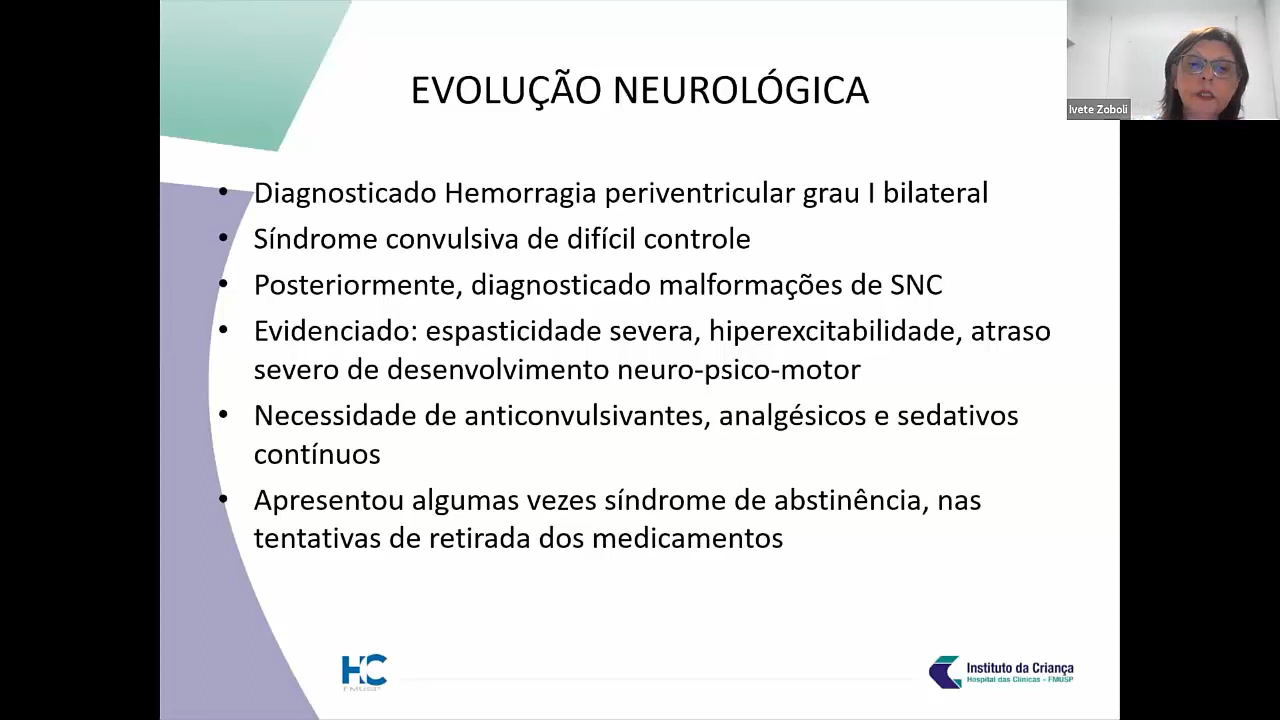 Ivete Zoboli
EVOLUÇÃO NEUROLÓGICA
• Diagnosticado Hemorragia periventricular grau I bilateral
• Síndrome convulsiva de difícil controle
• Posteriormente, diagnosticado malformações de SNC
• Evidenciado: espasticidade severa, hiperexcitabilidade, atraso
severo de desenvolvimento neuro-psico-motor
• Necessidade de anticonvulsivantes, analgésicos e sedativos
contínuos
• Apresentou algumas vezes síndrome de abstinência, nas
tentativas de retirada dos medicamentos
HC
FMUSP
Instituto da Criança
Hospital das Clínicas – FMUSP